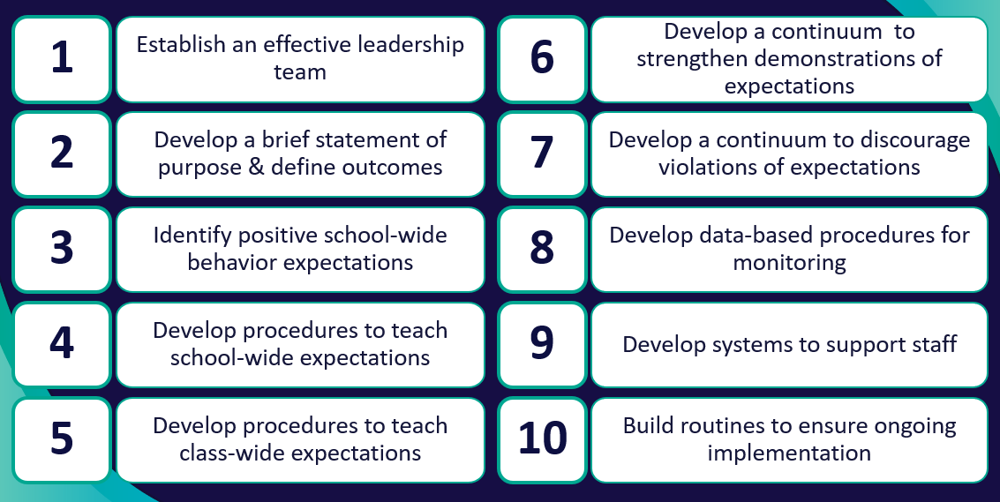 1
Establish an effective leadership
team
2
Develop a brief statement of
purpose & define outcomes
3
Identify positive school-wide
behavior expectations
4
Develop procedures to teach
school-wide expectations
5
Develop procedures to teach
class-wide expectations
6
Develop a continuum  to
strengthen demonstrations of
expectations
7
Develop a continuum to discourage
violations of expectations
8
Develop data-based procedures for
monitoring
9
Develop systems to support staff
10
Build routines to ensure ongoing
implementation